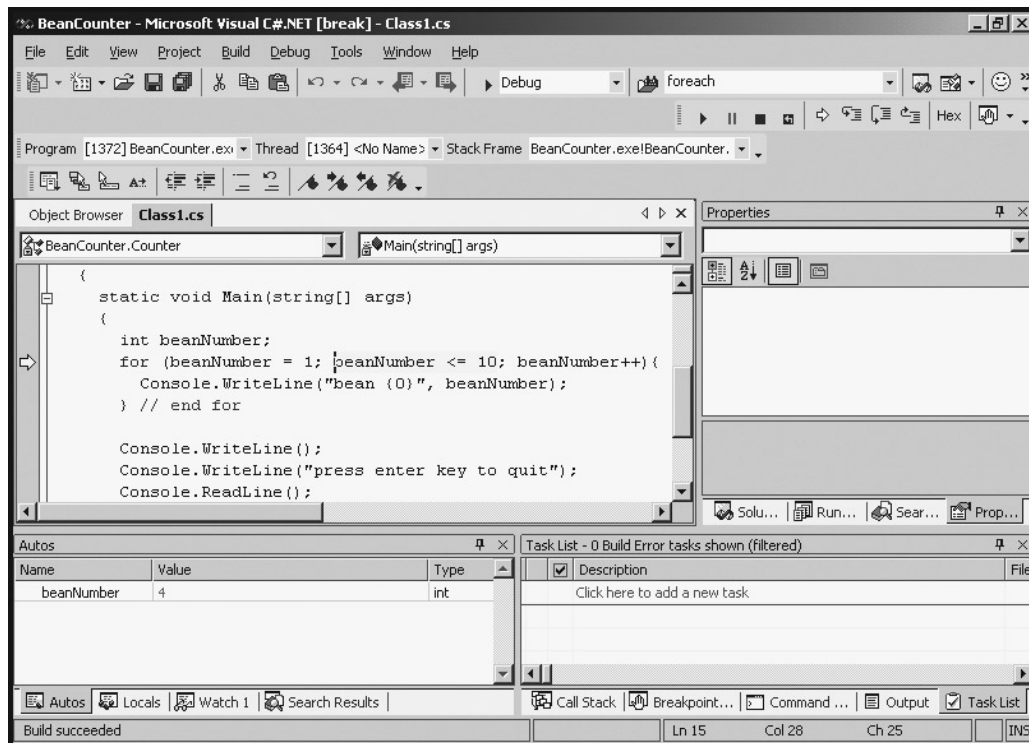 BeanCounter - Microsoft Visual C#.NET [break] - Class1.cs
File Edit View Project Build Debug Tools Window Help
Debug foreach
Hex
Program [1372] BeanCounter.ex Thread [1364] <No Name> Stack Frame BeanCounter.exe!BeanCounter.
Object Browser Class1.cs
BeanCounter.Counter Main(string[] args)
{
static void Main(string[] args)
{
int beanNumber;
for (beanNumber = 1; beanNumber <= 10; beanNumber++){
Console.WriteLine("bean {0}", beanNumber);
} // end for
Console.WriteLine();
Console.WriteLine("press enter key to quit");
Console.ReadLine();
Properties
Solu... Run... Sear... Prop...
Autos
Name Value Type
beanNumber 4 int
Autos Locals Watch 1 Search Results
Task List - 0 Build Error tasks shown (filtered)
Description File
Click here to add a new task
Call Stack Breakpoint... Command ... Output Task List
Build succeeded Ln 15 Col 28 Ch 25 INS